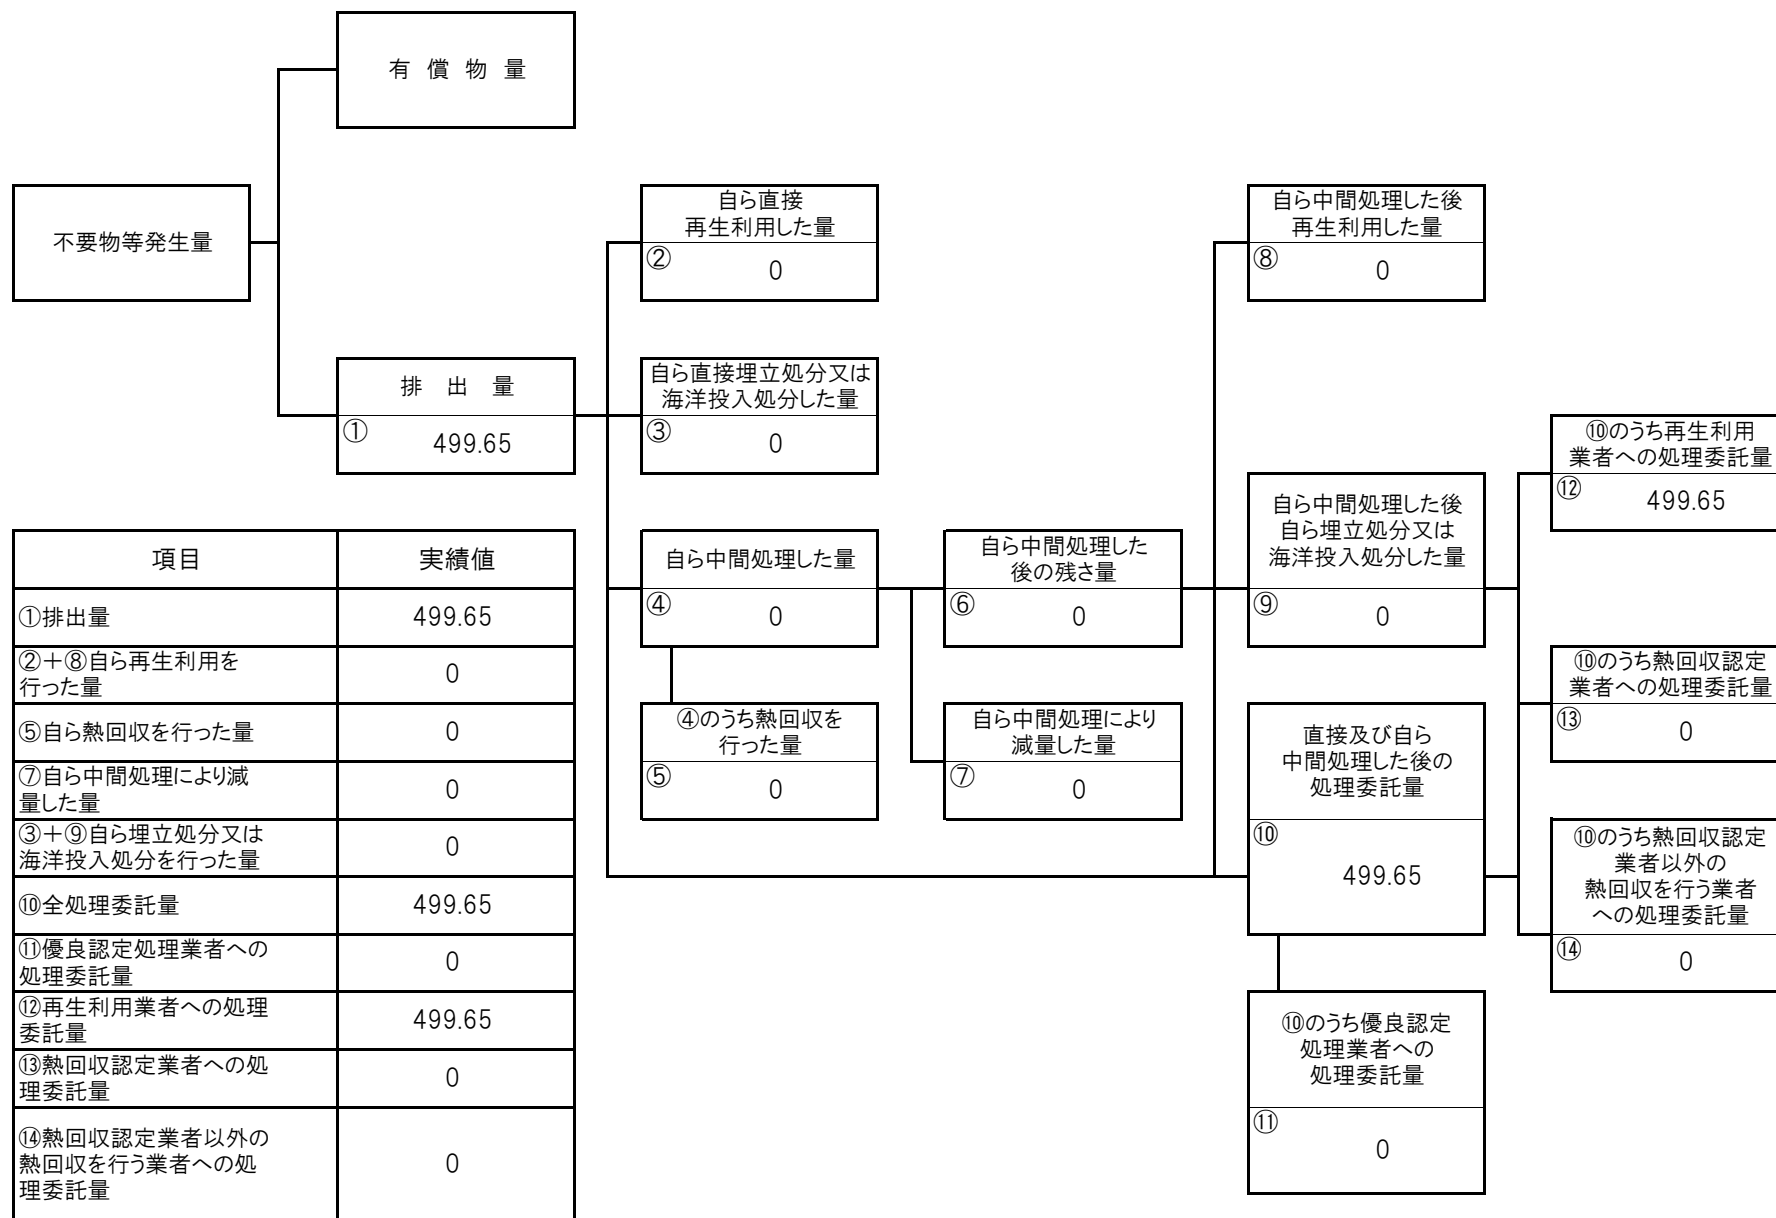 有 償 物 量
不要物等発生量
排 出 量
①
499.65
自ら直接
再生利用した量
②
0
自ら直接埋立処分又は
海洋投入処分した量
③
0
自ら中間処理した量
④
0
④のうち熱回収を
行った量
⑤
0
自ら中間処理した
後の残さ量
⑥
0
自ら中間処理により
減量した量
⑦
0
自ら中間処理した後
再生利用した量
⑧
0
自ら中間処理した後
自ら埋立処分又は
海洋投入処分した量
⑨
0
直接及び自ら
中間処理した後の
処理委託量
⑩
499.65
⑩のうち優良認定
処理業者への
処理委託量
⑪
0
⑩のうち再生利用
業者への処理委託量
⑫
499.65
⑩のうち熱回収認定
業者への処理委託量
⑬
0
⑩のうち熱回収認定
業者以外の
熱回収を行う業者
への処理委託量
⑭
0
項目 実績値
①排出量 499.65
②＋⑧自ら再生利用を
行った量
0
⑤自ら熱回収を行った量 0
⑦自ら中間処理により減
量した量
0
③＋⑨自ら埋立処分又は
海洋投入処分を行った量
0
⑩全処理委託量 499.65
⑪優良認定処理業者への
処理委託量
0
⑫再生利用業者への処理
委託量
499.65
⑬熱回収認定業者への処
理委託量
0
⑭熱回収認定業者以外の
熱回収を行う業者への処
理委託量
0